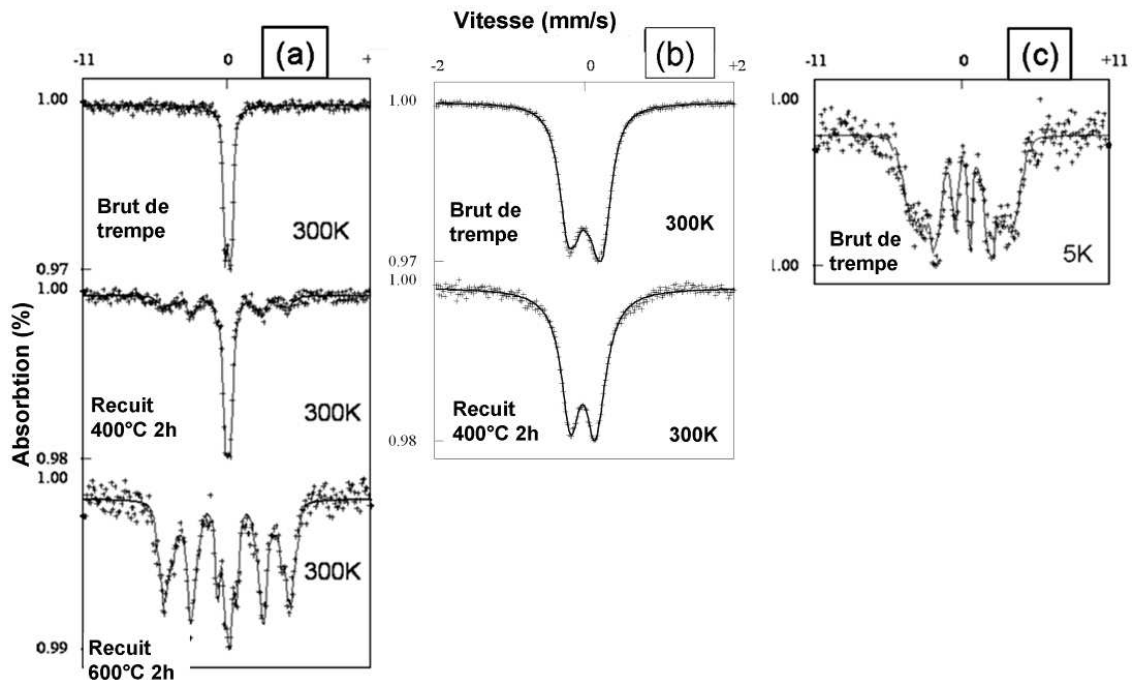 Vitesse (mm/s)
-11
0
(a)
+
1.00
Brut de
trempe
300K
0.97
1.00
Recuit
400°C 2h
300K
0.98
1.00
300K
0.99
Recuit
600°C 2h
Absorbtion (%)
-2
0
(b)
+2
1.00
Brut de
trempe
300K
0.97
1.00
Recuit
400°C 2h
300K
0.98
-11
0
(c)
+11
1.00
Brut de
trempe
5K
1.00